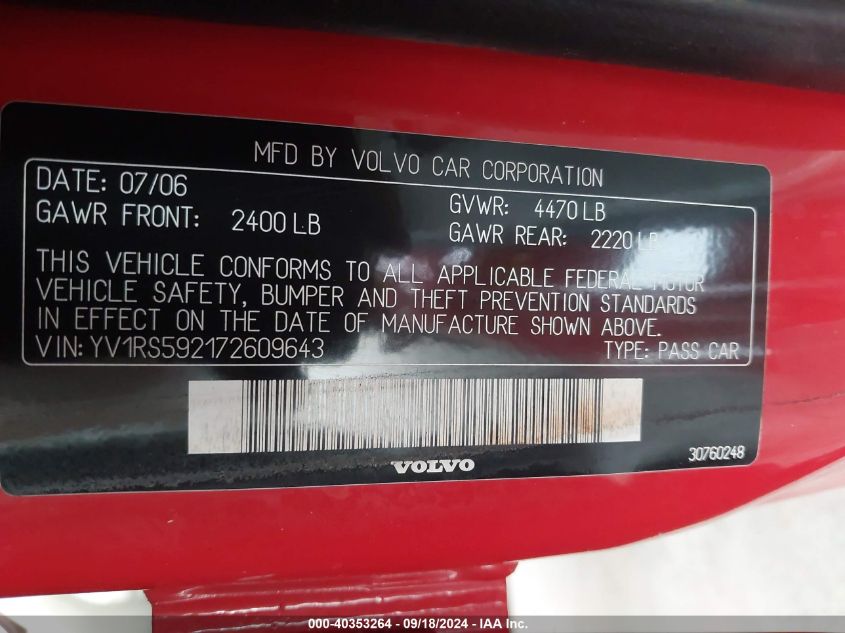 MFD BY VOLVO CAR CORPORATION
DATE: 07/06
GVWR: 4470 LB
GAWR FRONT: 2400 LB
GAWR REAR: 2220 LB
THIS VEHICLE CONFORMS TO ALL APPLICABLE FEDERAL MOTOR
VEHICLE SAFETY, BUMPER AND THEFT PREVENTION STANDARDS
IN EFFECT ON THE DATE OF MANUFACTURE SHOWN ABOVE.
VIN: YV1RS592172609643
TYPE: PASS CAR
VOLVO
30760248
000-40353264 - 09/18/2024 - IAA Inc.